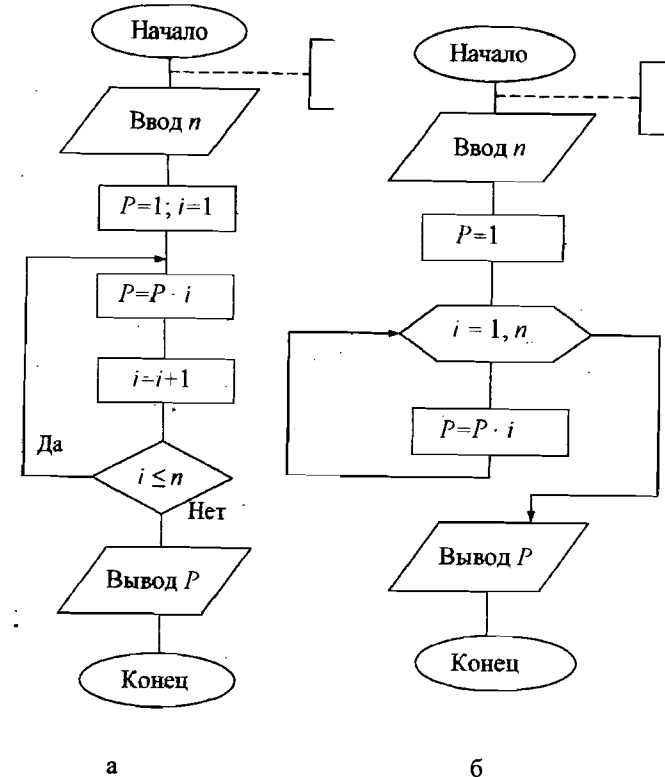 Начало
Ввод n
P=1; i=1
P=P · i
i=i+1
Да
i ≤ n
Нет
Вывод P
Конец
а
Начало
Ввод n
P=1
i = 1, n
P=P · i
Вывод P
Конец
б